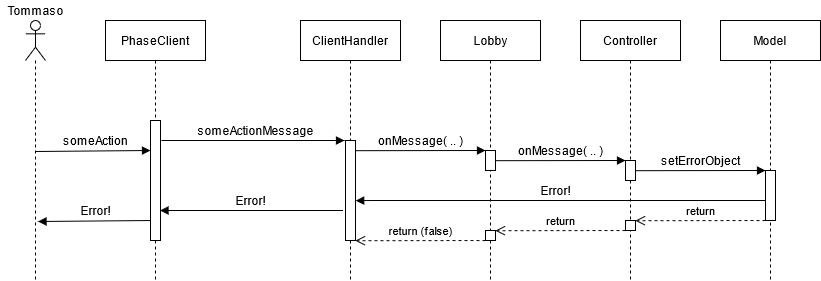 Tommaso
PhaseClient
ClientHandler
Lobby
Controller
Model
someAction
someActionMessage
onMessage( .. )
onMessage( .. )
setErrorObject
Error!
Error!
Error!
return
return
return (false)